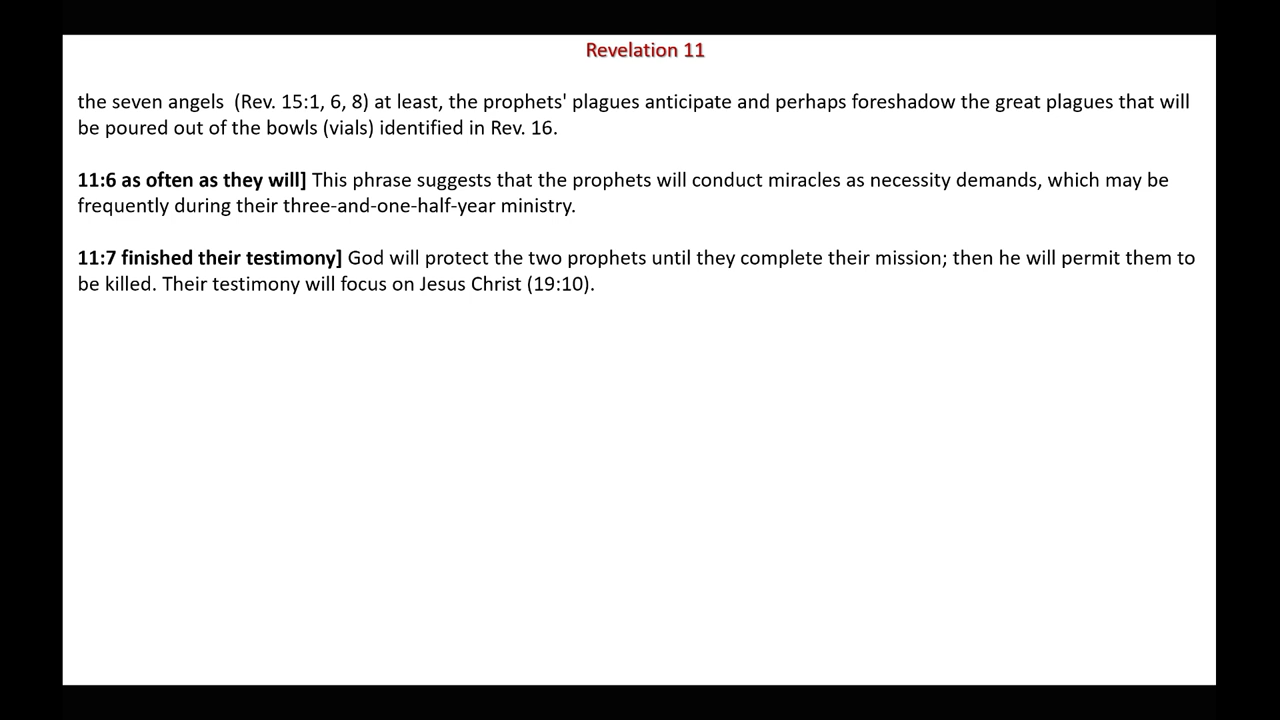 Revelation 11
the seven angels  (Rev. 15:1, 6, 8) at least, the prophets' plagues anticipate and perhaps foreshadow the great plagues that will
be poured out of the bowls (vials) identified in Rev. 16.
11:6 as often as they will] This phrase suggests that the prophets will conduct miracles as necessity demands, which may be
frequently during their three-and-one-half-year ministry.
11:7 finished their testimony] God will protect the two prophets until they complete their mission; then he will permit them to
be killed. Their testimony will focus on Jesus Christ (19:10).